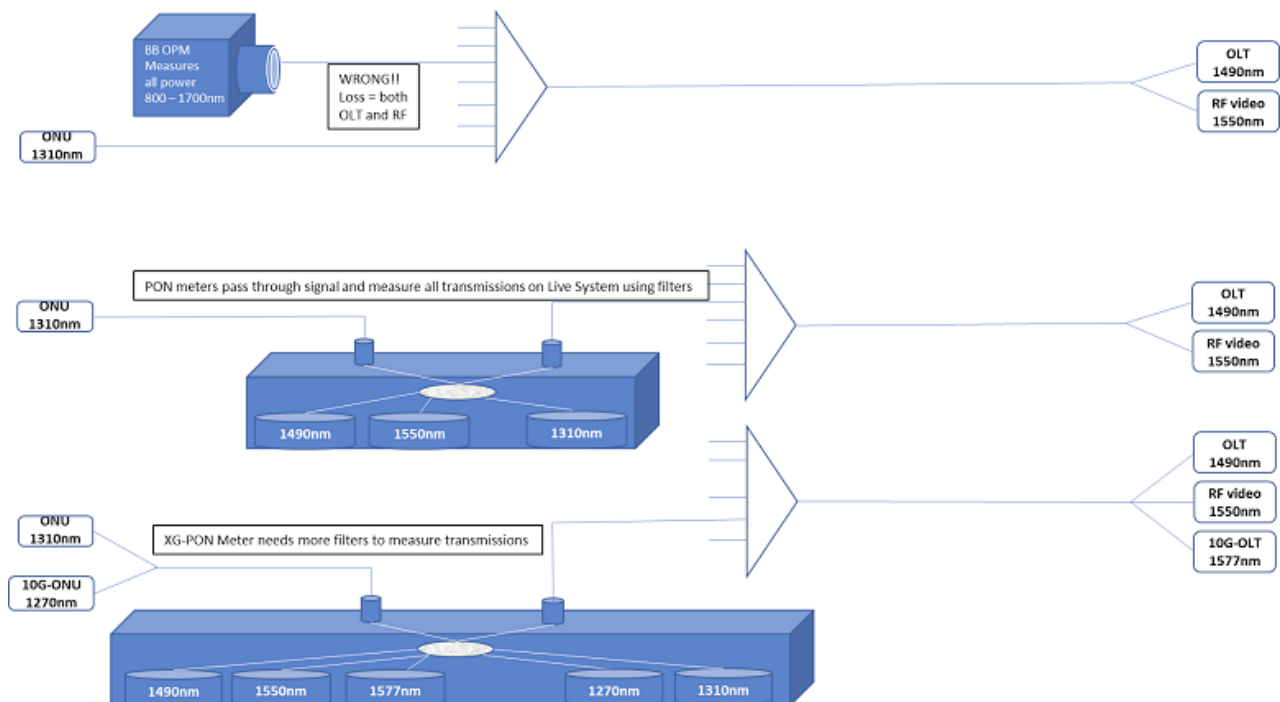 BB OPM
Measures
all power
800 – 1700nm
WRONG!!
Loss = both
OLT and RF
ONU
1310nm
OLT
1490nm
RF video
1550nm
PON meters pass through signal and measure all transmissions on Live System using filters
ONU
1310nm
OLT
1490nm
RF video
1550nm
1490nm
1550nm
1310nm
XG-PON Meter needs more filters to measure transmissions
ONU
1310nm
10G-ONU
1270nm
OLT
1490nm
RF video
1550nm
10G-OLT
1577nm
1490nm
1550nm
1577nm
1270nm
1310nm